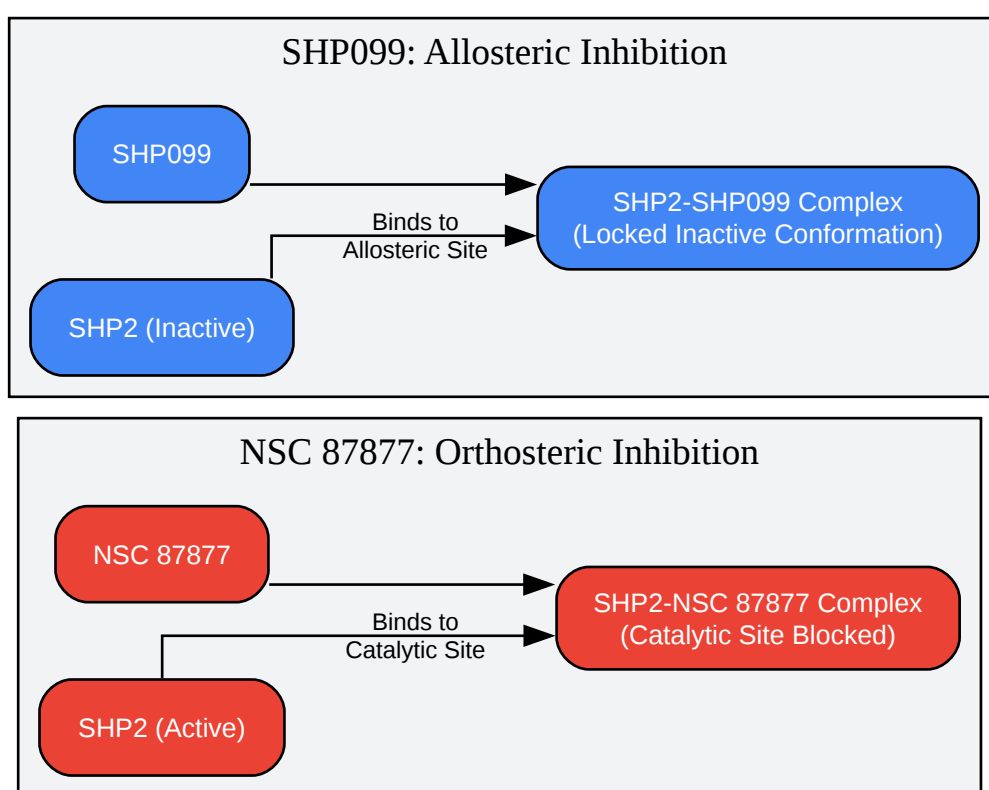 SHP099: Allosteric Inhibition
SHP099
SHP2-SHP099 Complex
(Locked Inactive Conformation)
Binds to
Allosteric Site
SHP2 (Inactive)
NSC 87877: Orthosteric Inhibition
NSC 87877
SHP2-NSC 87877 Complex
(Catalytic Site Blocked)
Binds to
Catalytic Site
SHP2 (Active)